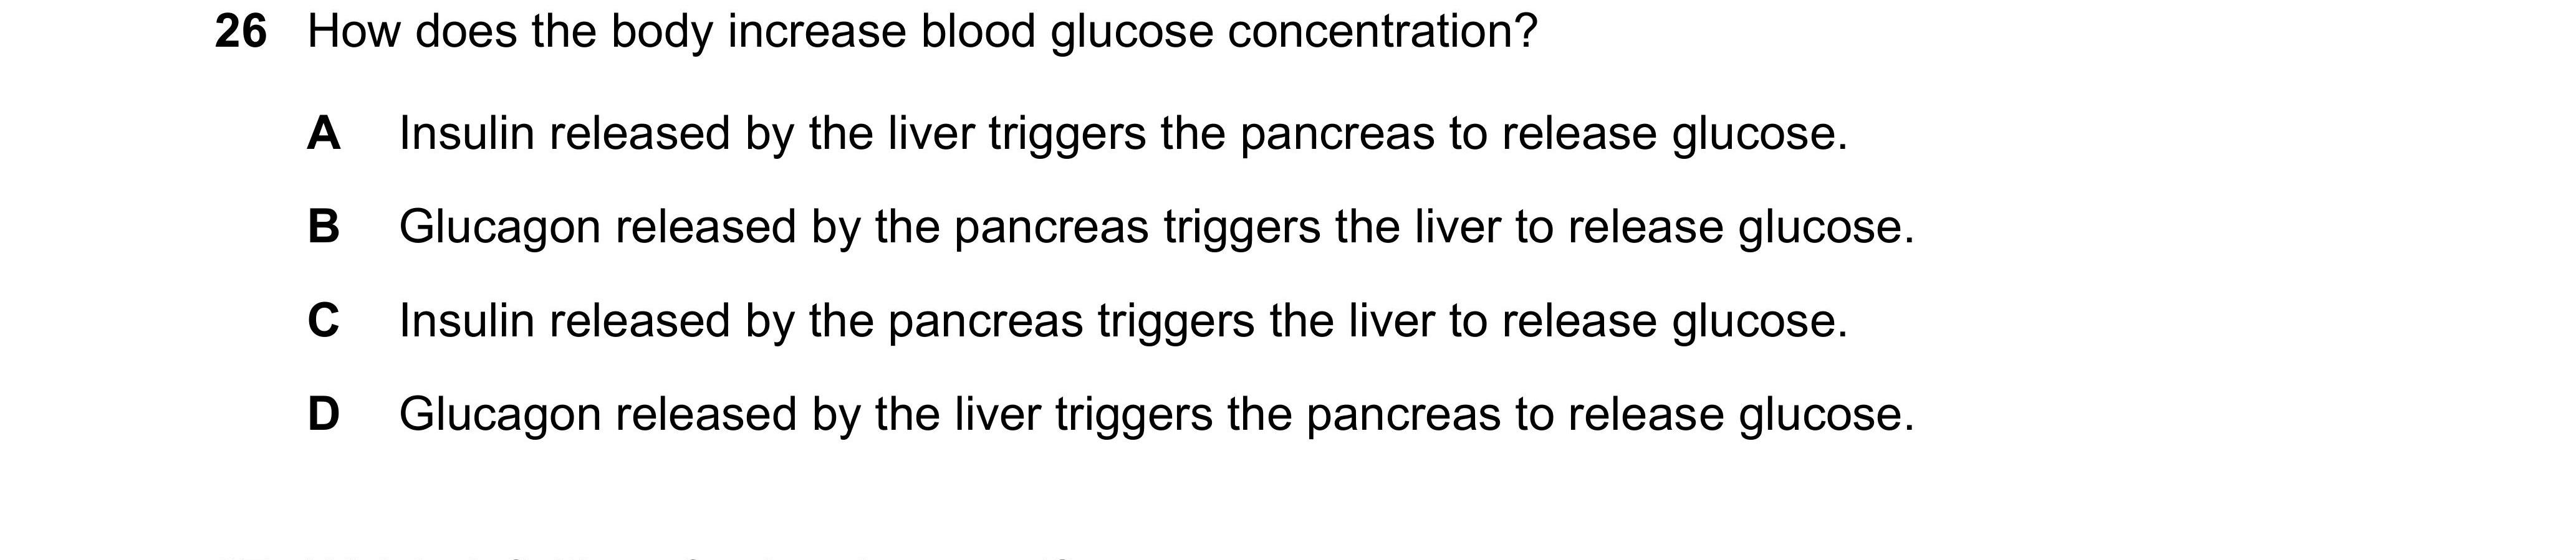 26 How does the body increase blood glucose concentration?
A Insulin released by the liver triggers the pancreas to release glucose.
B Glucagon released by the pancreas triggers the liver to release glucose.
C Insulin released by the pancreas triggers the liver to release glucose.
D Glucagon released by the liver triggers the pancreas to release glucose.